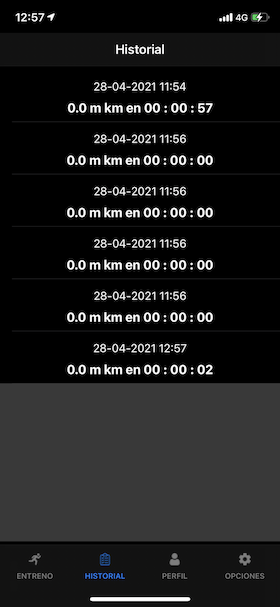 12:57
4G
Historial
28-04-2021 11:54
0.0 m km en 00 : 00 : 57
28-04-2021 11:56
0.0 m km en 00 : 00 : 00
28-04-2021 11:56
0.0 m km en 00 : 00 : 00
28-04-2021 11:56
0.0 m km en 00 : 00 : 00
28-04-2021 11:56
0.0 m km en 00 : 00 : 00
28-04-2021 12:57
0.0 m km en 00 : 00 : 02
ENTRENO
HISTORIAL
PERFIL
OPCIONES